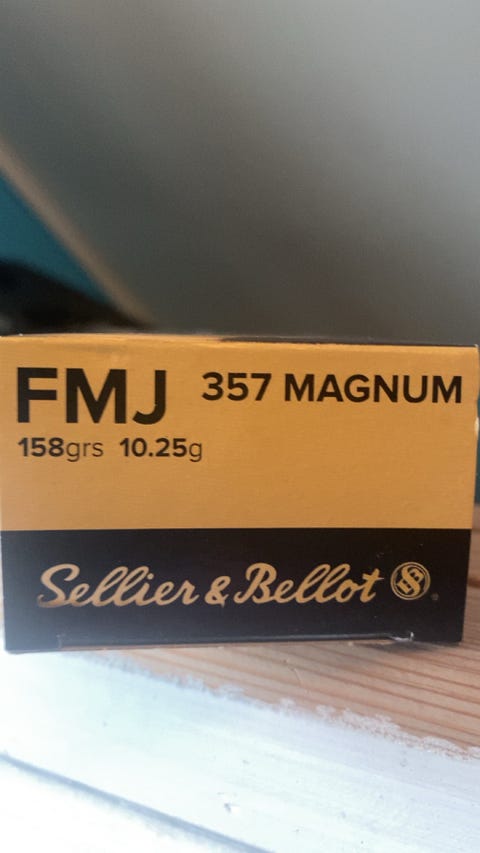 FMJ 357 MAGNUM
158grs 10.25g
Sellier & Bellot